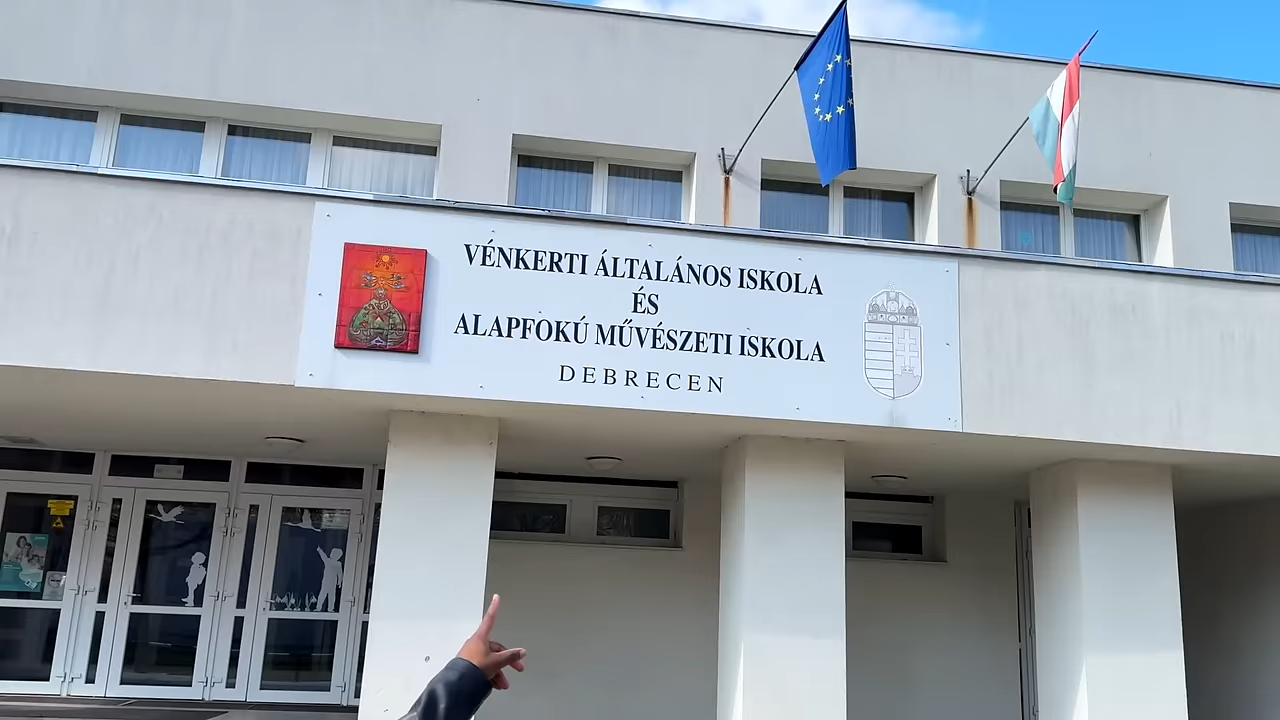 VÉNKERTI ÁLTALÁNOS ISKOLA
ÉS
ALAPFOKÚ MŰVÉSZETI ISKOLA
DEBRECEN